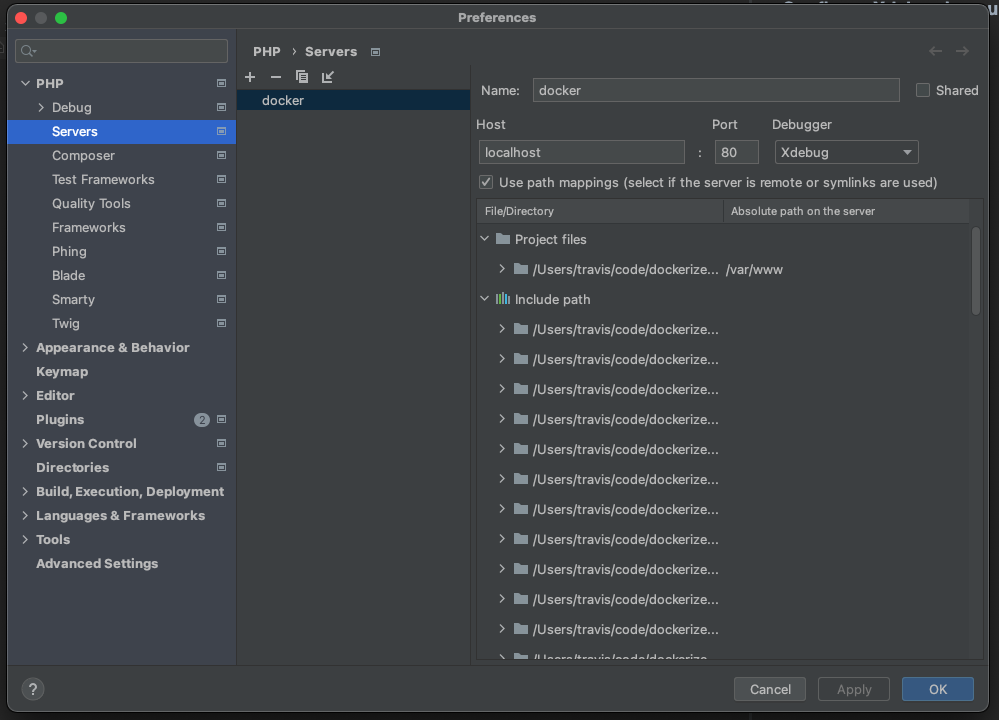 Preferences
PHP
Debug
Servers
Composer
Test Frameworks
Quality Tools
Frameworks
Phing
Blade
Smarty
Twig
Appearance & Behavior
Keymap
Editor
Plugins 2
Version Control
Directories
Build, Execution, Deployment
Languages & Frameworks
Tools
Advanced Settings
PHP › Servers
docker
Name: docker Shared
Host Port Debugger
localhost : 80 Xdebug
Use path mappings (select if the server is remote or symlinks are used)
File/Directory Absolute path on the server
Project files
/Users/travis/code/dockerize... /var/www
Include path
/Users/travis/code/dockerize...
/Users/travis/code/dockerize...
/Users/travis/code/dockerize...
/Users/travis/code/dockerize...
/Users/travis/code/dockerize...
/Users/travis/code/dockerize...
/Users/travis/code/dockerize...
/Users/travis/code/dockerize...
/Users/travis/code/dockerize...
/Users/travis/code/dockerize...
/Users/travis/code/dockerize...
/Users/travis/code/dockerize...
? Cancel Apply OK